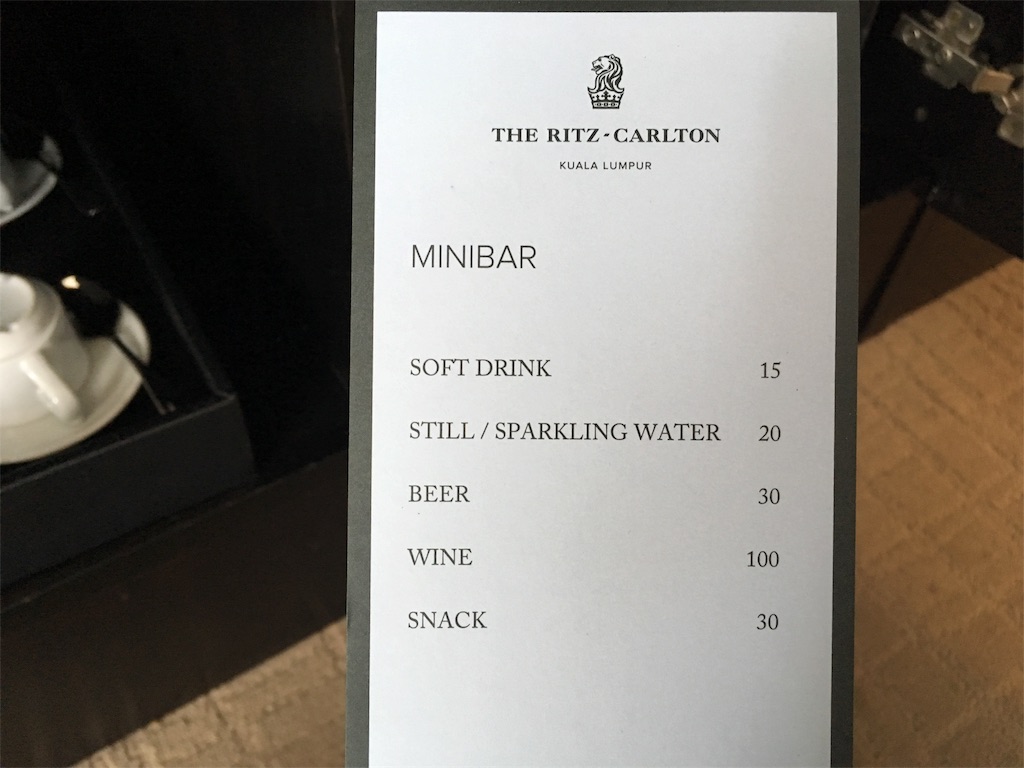 THE RITZ-CARLTON
KUALA LUMPUR
MINIBAR
SOFT DRINK 15
STILL / SPARKLING WATER 20
BEER 30
WINE 100
SNACK 30